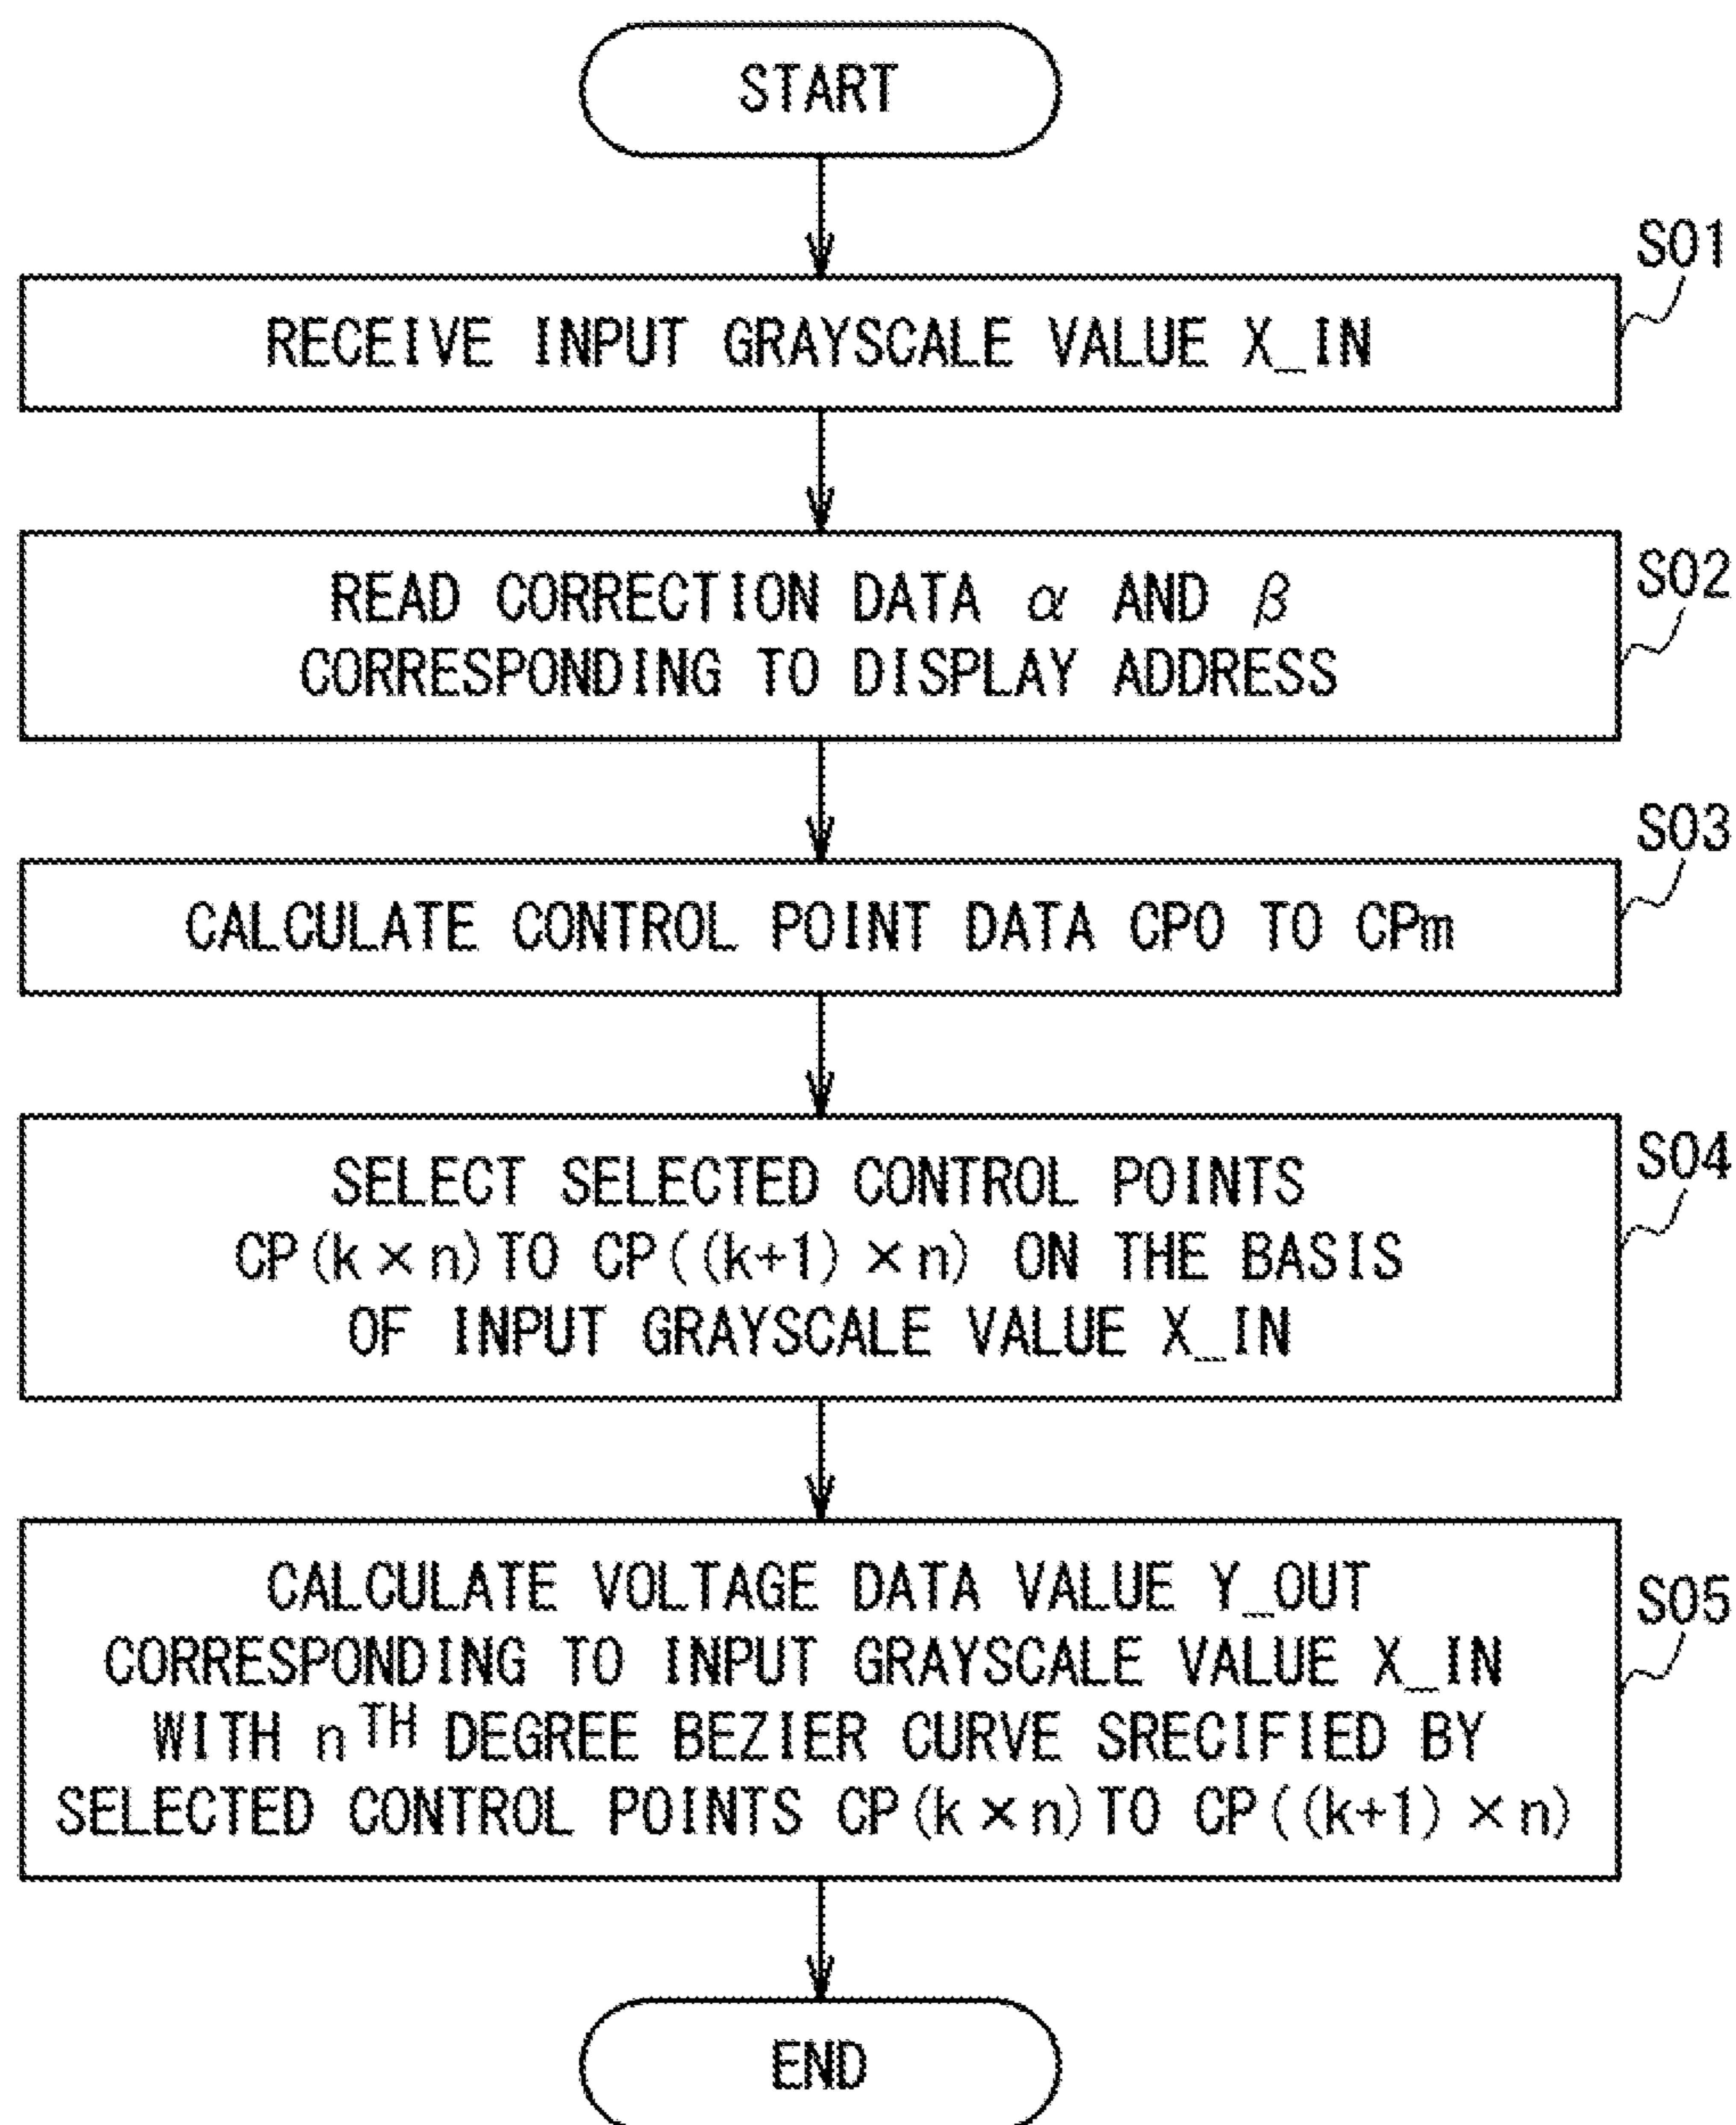 START
S01
RECEIVE INPUT GRAYSCALE VALUE X_IN
S02
READ CORRECTION DATA α AND β
CORRESPONDING TO DISPLAY ADDRESS
S03
CALCULATE CONTROL POINT DATA CP0 TO CPm
S04
SELECT SELECTED CONTROL POINTS
CP(k×n)TO CP((k+1)×n) ON THE BASIS
OF INPUT GRAYSCALE VALUE X_IN
S05
CALCULATE VOLTAGE DATA VALUE Y_OUT
CORRESPONDING TO INPUT GRAYSCALE VALUE X_IN
WITH n^TH DEGREE BEZIER CURVE SRECIFIED BY
SELECTED CONTROL POINTS CP(k×n)TO CP((k+1)×n)
END